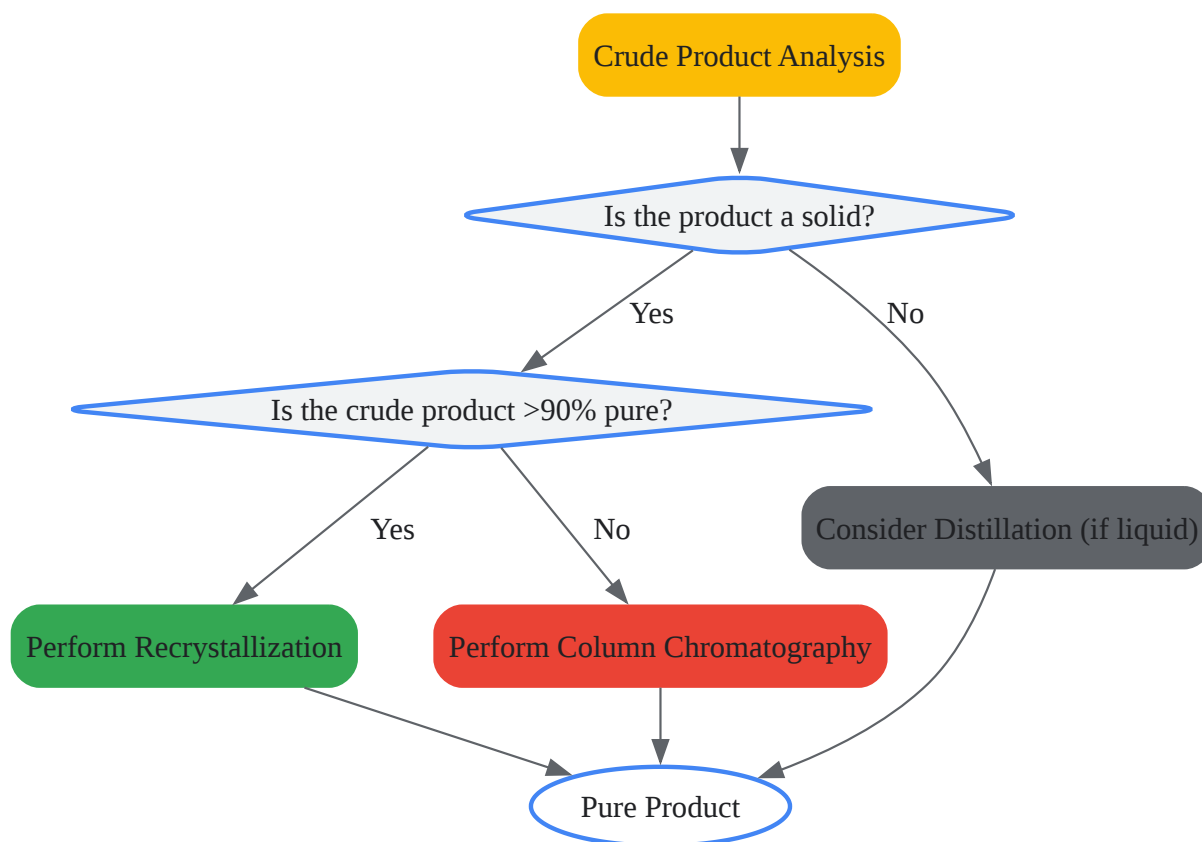 Crude Product Analysis
Is the product a solid?
Yes
No
Is the crude product >90% pure?
Yes
No
Consider Distillation (if liquid)
Perform Recrystallization
Perform Column Chromatography
Pure Product